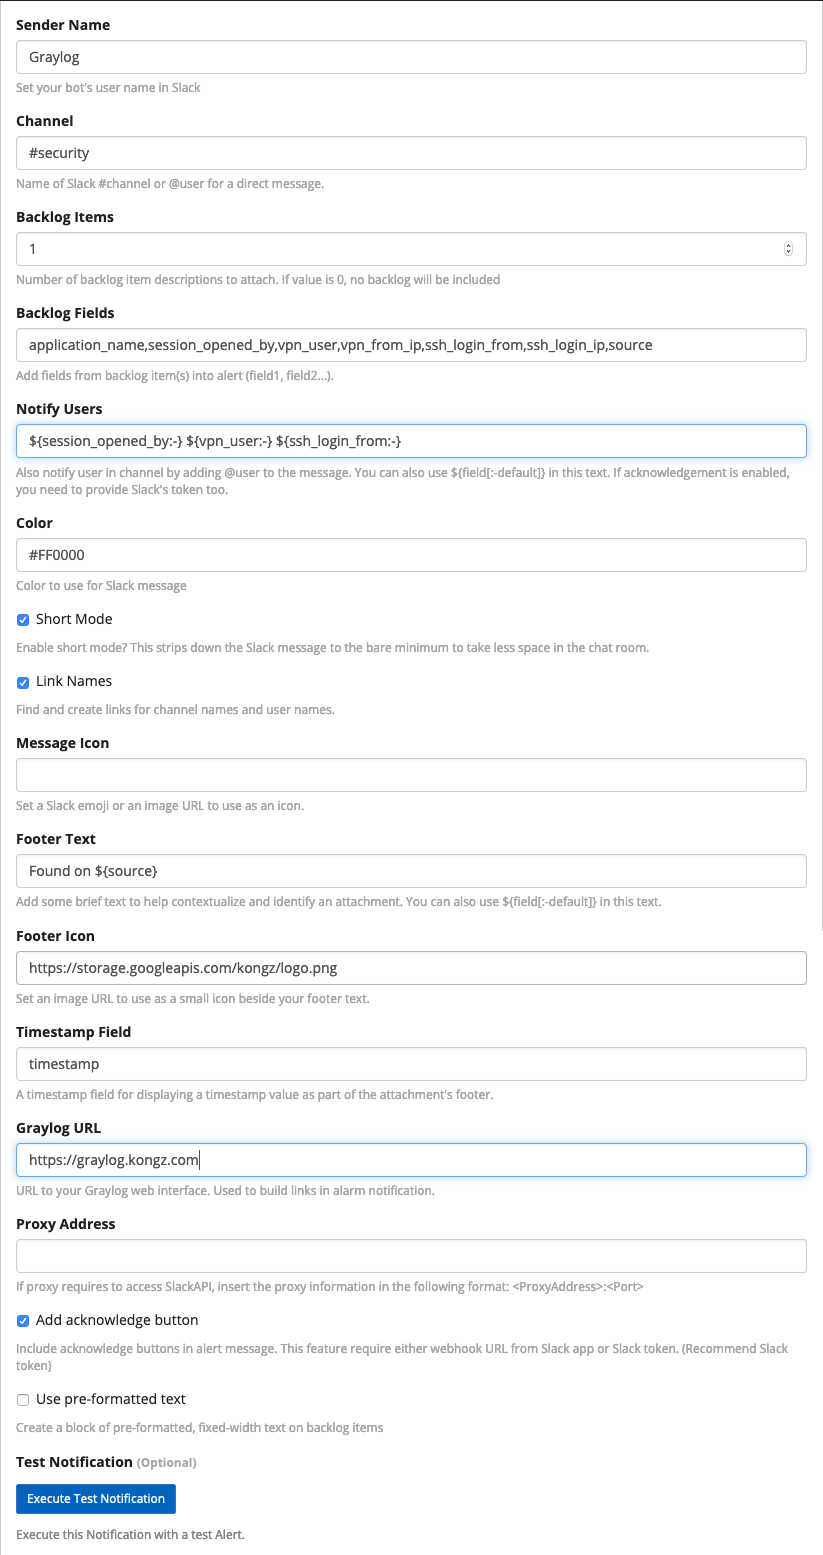 Sender Name
Graylog
Set your bot's user name in Slack
Channel
#security
Name of Slack #channel or @user for a direct message.
Backlog Items
1
Number of backlog item descriptions to attach. If value is 0, no backlog will be included
Backlog Fields
application_name,session_opened_by,vpn_user,vpn_from_ip,ssh_login_from,ssh_login_ip,source
Add fields from backlog item(s) into alert (field1, field2...).
Notify Users
${session_opened_by:-} ${vpn_user:-} ${ssh_login_from:-}
Also notify user in channel by adding @user to the message. You can also use ${field[:-default]} in this text. If acknowledgement is enabled,
you need to provide Slack's token too.
Color
#FF0000
Color to use for Slack message
Short Mode
Enable short mode? This strips down the Slack message to the bare minimum to take less space in the chat room.
Link Names
Find and create links for channel names and user names.
Message Icon
Set a Slack emoji or an image URL to use as an icon.
Footer Text
Found on ${source}
Add some brief text to help contextualize and identify an attachment. You can also use ${field[:-default]} in this text.
Footer Icon
https://storage.googleapis.com/kongz/logo.png
Set an image URL to use as a small icon beside your footer text.
Timestamp Field
timestamp
A timestamp field for displaying a timestamp value as part of the attachment's footer.
Graylog URL
https://graylog.kongz.com
URL to your Graylog web interface. Used to build links in alarm notification.
Proxy Address
If proxy requires to access SlackAPI, insert the proxy information in the following format: <ProxyAddress>:<Port>
Add acknowledge button
Include acknowledge buttons in alert message. This feature require either webhook URL from Slack app or Slack token. (Recommend Slack
token)
Use pre-formatted text
Create a block of pre-formatted, fixed-width text on backlog items
Test Notification (Optional)
Execute Test Notification
Execute this Notification with a test Alert.